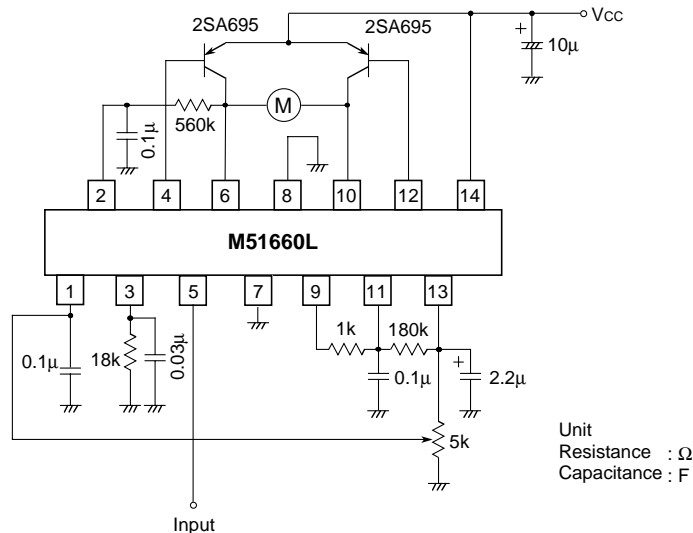 2SA695
2SA695
VCC
+
10μ
M
560k
0.1μ
2
4
6
8
10
12
14
M51660L
1
3
5
7
9
11
13
1k
180k
0.1μ
18k
0.03μ
0.1μ
+
2.2μ
5k
Unit
Resistance : Ω
Capacitance : F
Input